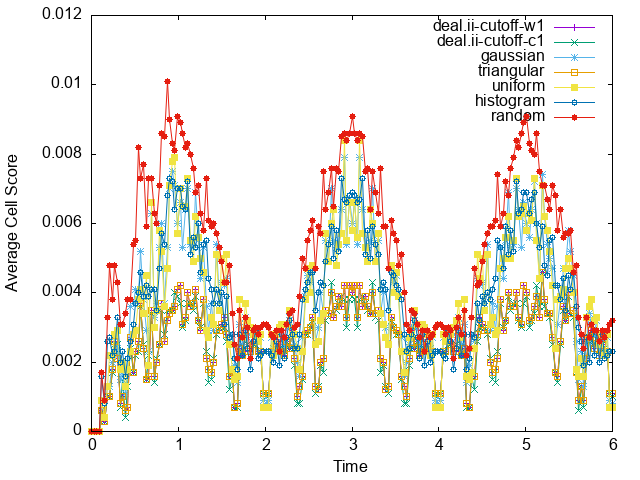 0.012
0.01
0.008
0.006
0.004
0.002
0
Average Cell Score
deal.ii-cutoff-w1
deal.ii-cutoff-c1
gaussian
triangular
uniform
histogram
random
0 1 2 3 4 5 6
Time